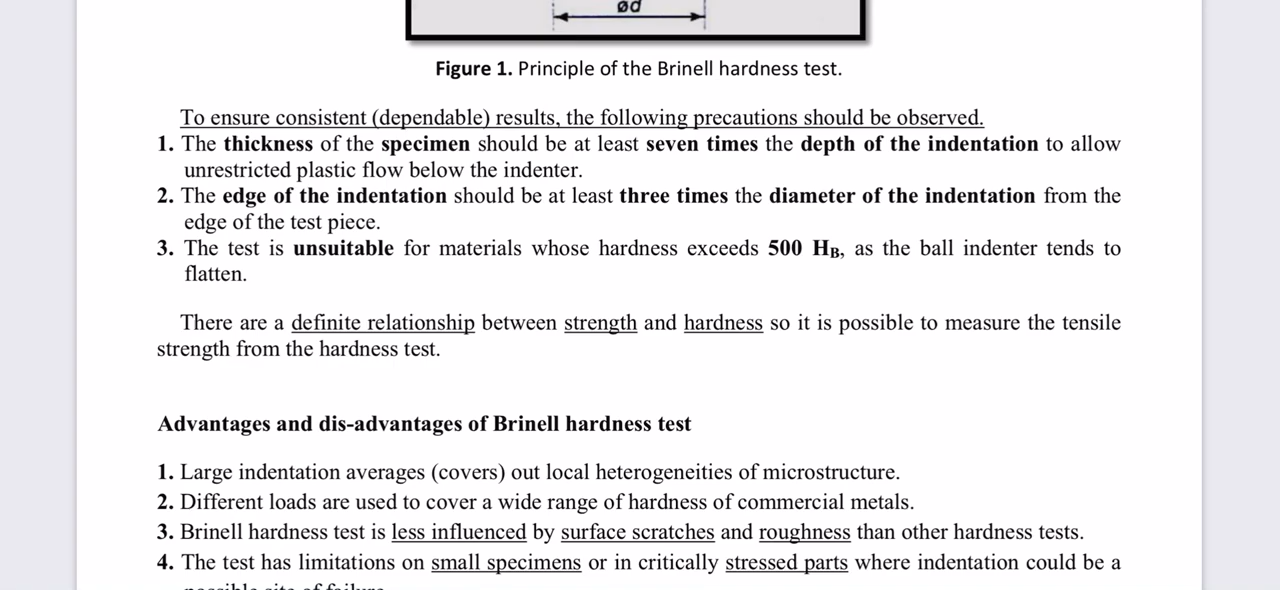 ød
Figure 1. Principle of the Brinell hardness test.
To ensure consistent (dependable) results, the following precautions should be observed.
1. The thickness of the specimen should be at least seven times the depth of the indentation to allow
unrestricted plastic flow below the indenter.
2. The edge of the indentation should be at least three times the diameter of the indentation from the
edge of the test piece.
3. The test is unsuitable for materials whose hardness exceeds 500 HB, as the ball indenter tends to
flatten.
There are a definite relationship between strength and hardness so it is possible to measure the tensile
strength from the hardness test.
Advantages and dis-advantages of Brinell hardness test
1. Large indentation averages (covers) out local heterogeneities of microstructure.
2. Different loads are used to cover a wide range of hardness of commercial metals.
3. Brinell hardness test is less influenced by surface scratches and roughness than other hardness tests.
4. The test has limitations on small specimens or in critically stressed parts where indentation could be a